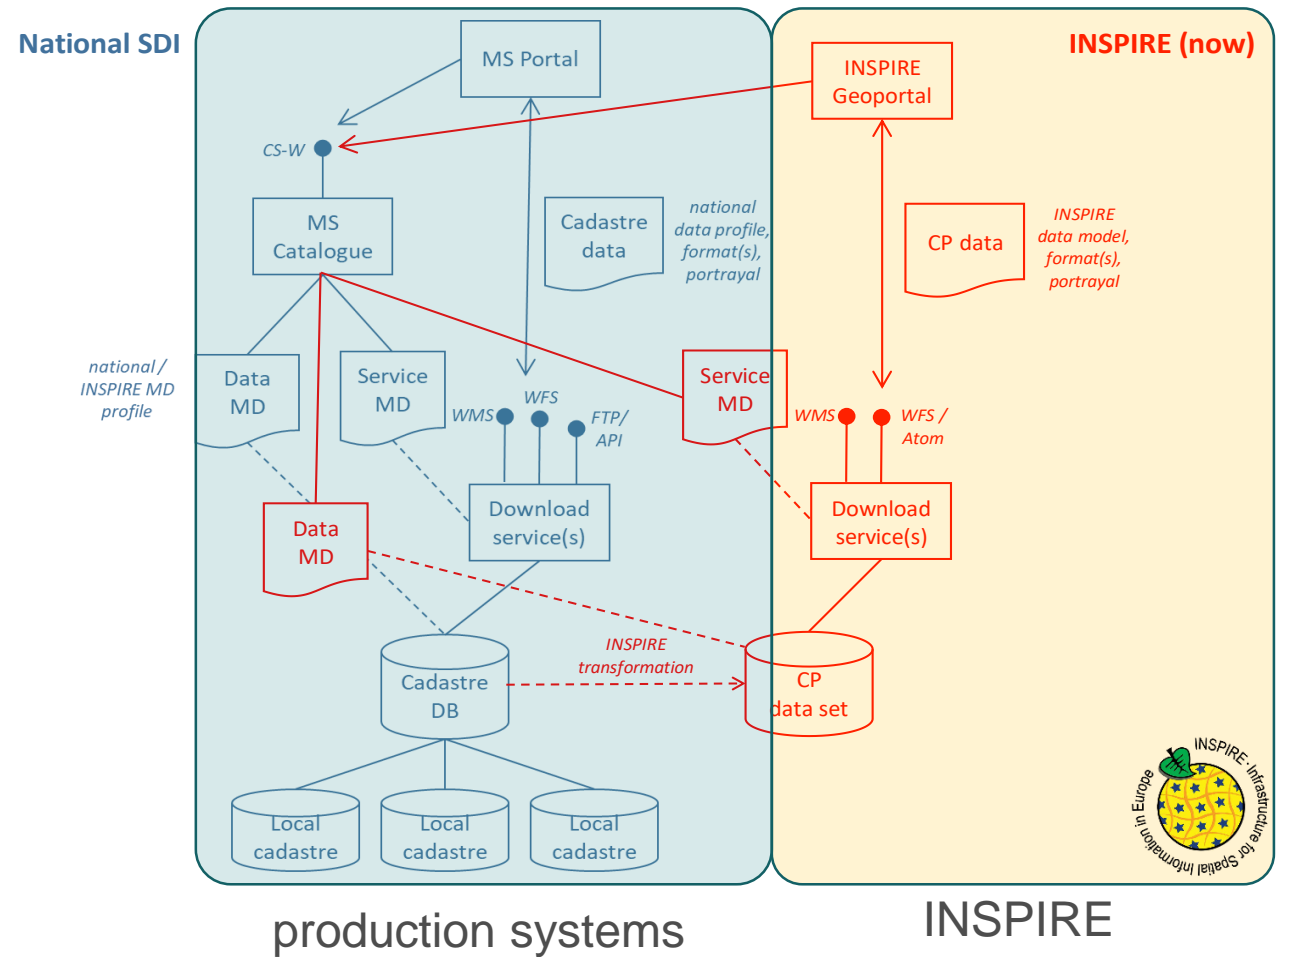 National SDI
INSPIRE (now)
MS Portal
INSPIRE
Geoportal
CS-W
MS
Catalogue
Cadastre
data
national
data profile,
format(s),
portrayal
CP data
INSPIRE
data model,
format(s),
portrayal
national /
INSPIRE MD
profile
Data
MD
Service
MD
WMS
WFS
FTP/
API
Service
MD
WMS
WFS /
Atom
Data
MD
Download
service(s)
Download
service(s)
INSPIRE
transformation
Cadastre
DB
CP
data set
Local
cadastre
Local
cadastre
Local
cadastre
INSPIRE · Infrastructure for Spatial Information in Europe
production systems
INSPIRE